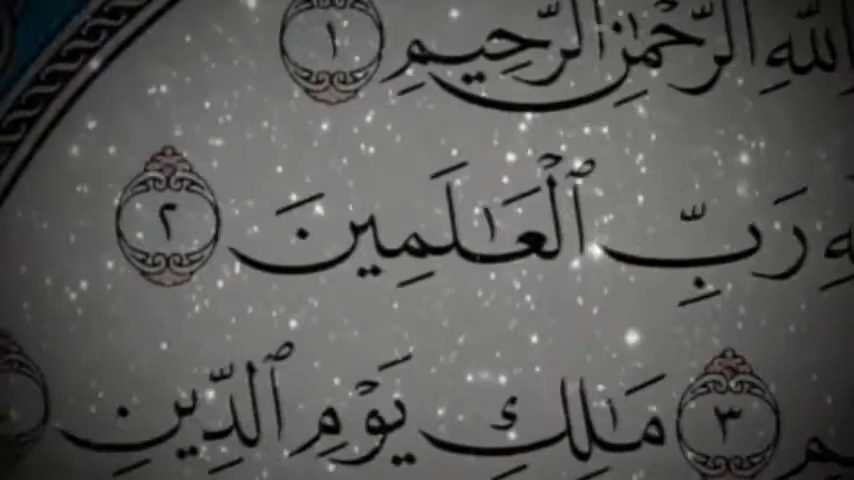 ٱللَّهِ ٱلرَّحْمَٰنِ ٱلرَّحِيمِ ١
رَبِّ ٱلْعَٰلَمِينَ ٢
٣ مَٰلِكِ يَوْمِ ٱلدِّينِ